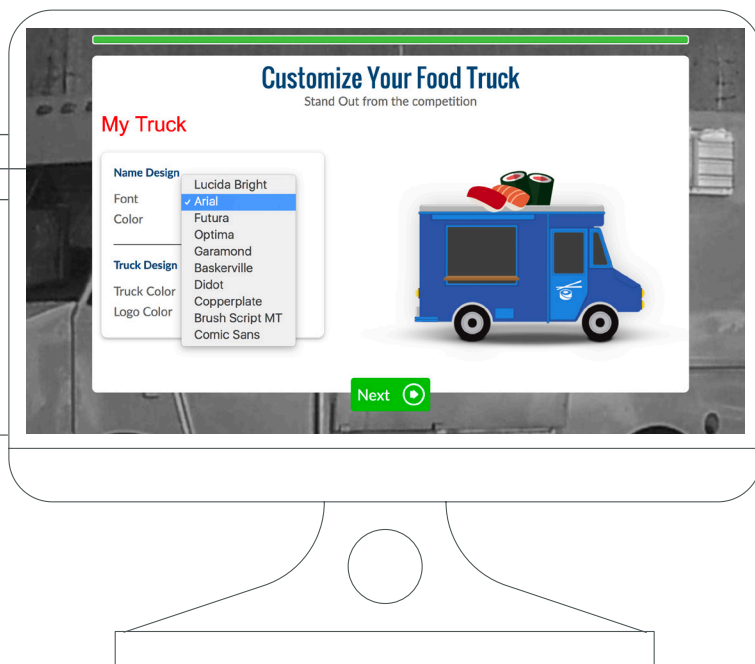 Customize Your Food Truck
Stand Out from the competition
My Truck
Name Design
Font
Color
Truck Design
Truck Color
Logo Color
Lucida Bright
✓ Arial
Futura
Optima
Garamond
Baskerville
Didot
Copperplate
Brush Script MT
Comic Sans
Next